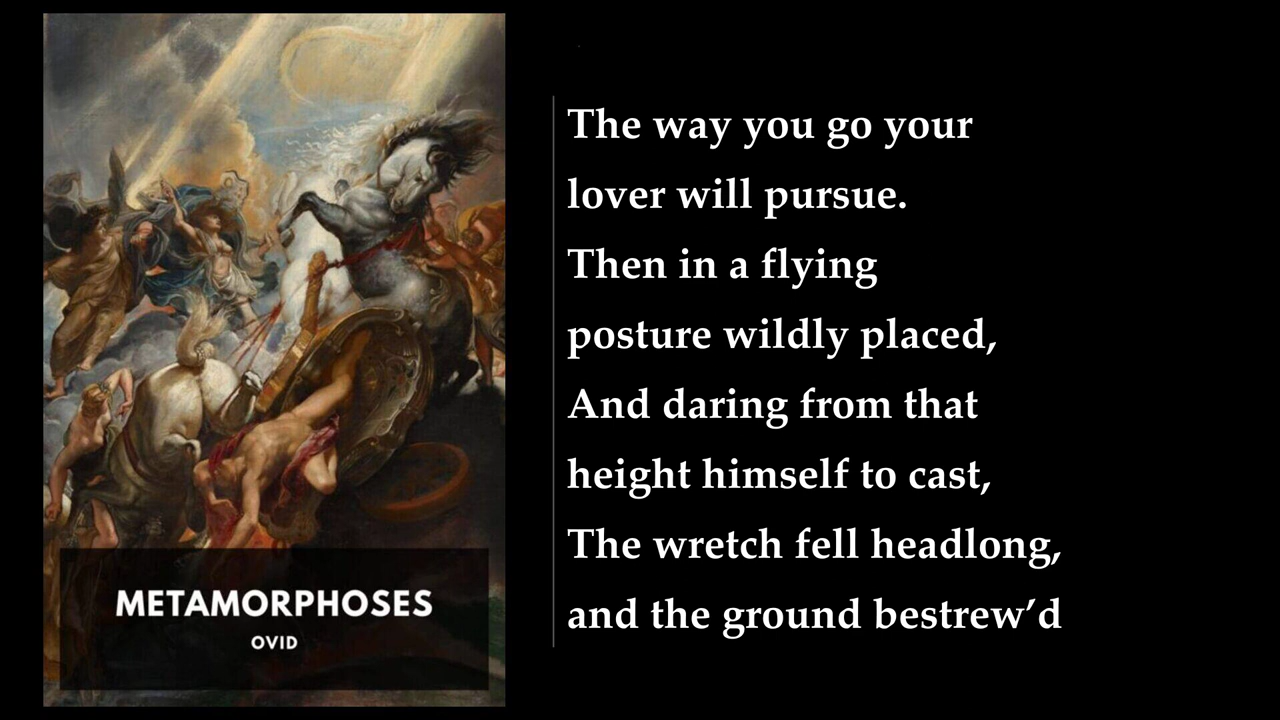 METAMORPHOSES
OVID
The way you go your
lover will pursue.
Then in a flying
posture wildly placed,
And daring from that
height himself to cast,
The wretch fell headlong,
and the ground bestrew’d